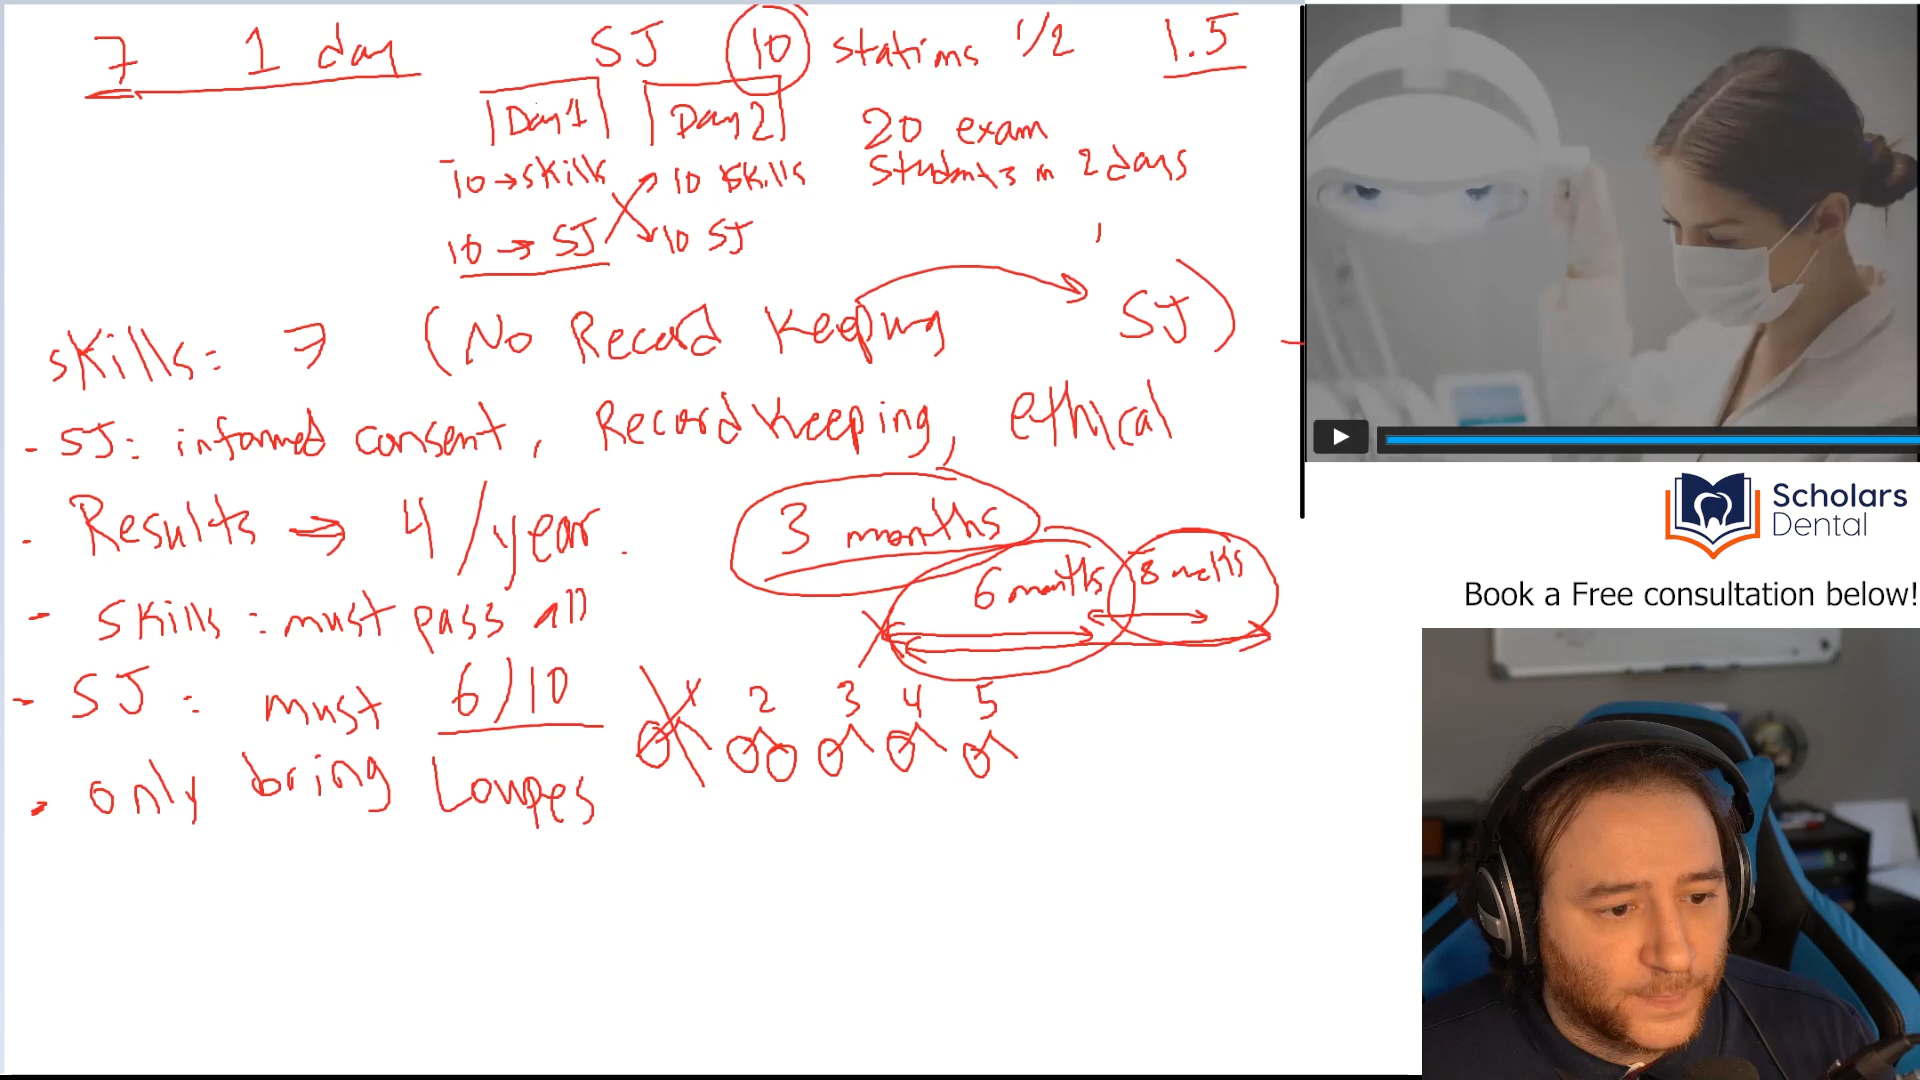 7 1 day SJ 10 stations 1/2 1.5
Day 1 Day 2 20 exam
10 → skills 10 skills students in 2 days
10 → SJ 10 SJ
skills: 7 (No Record Keeping SJ)
- SJ: informed consent, Record Keeping, ethical
- Results → 4/year. 3 months
6 months 8 weeks
- Skills: must pass all
- SJ: must 6/10 1 2 3 4 5
- only bring Loupes
Scholars
Dental
Book a Free consultation below!